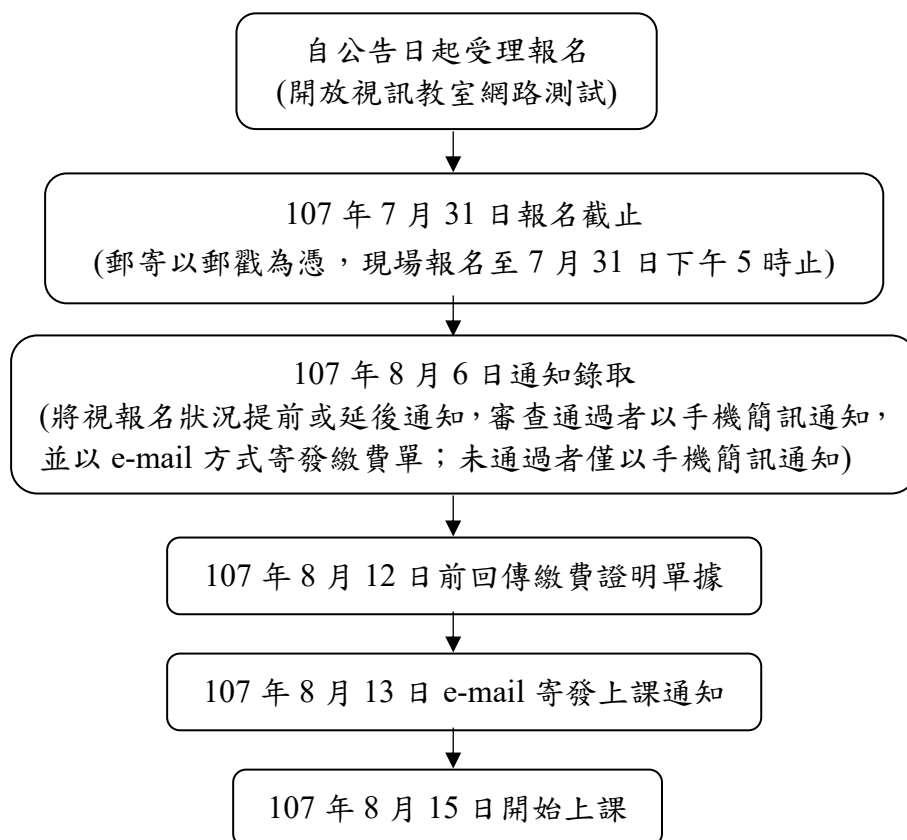 自公告日起受理報名
(開放視訊教室網路測試)
107 年 7 月 31 日報名截止
(郵寄以郵戳為憑，現場報名至 7 月 31 日下午 5 時止)
107 年 8 月 6 日通知錄取
(將視報名狀況提前或延後通知，審查通過者以手機簡訊通知，
並以 e-mail 方式寄發繳費單；未通過者僅以手機簡訊通知)
107 年 8 月 12 日前回傳繳費證明單據
107 年 8 月 13 日 e-mail 寄發上課通知
107 年 8 月 15 日開始上課